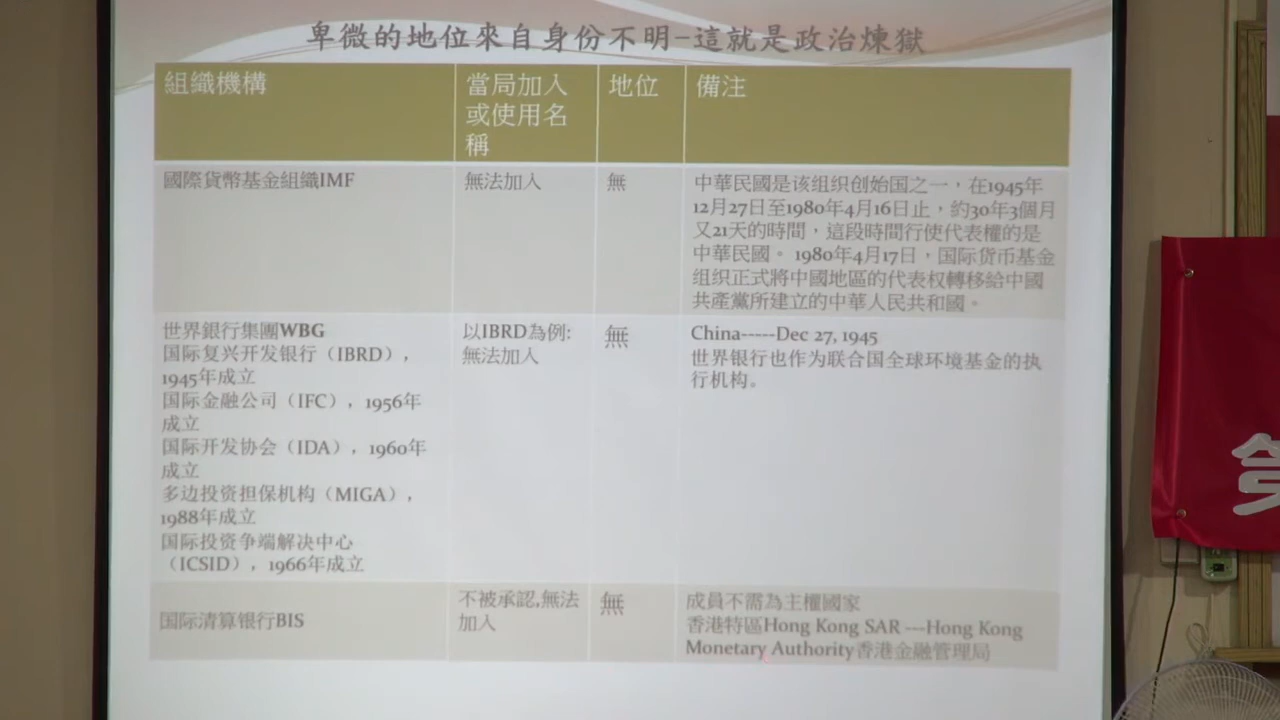 卑微的地位來自身份不明-這就是政治煉獄
組織機構
當局加入
或使用名
稱
地位
備注
國際貨幣基金組織IMF
無法加入
無
中華民國是该组织创始国之一，在1945年
12月27日至1980年4月16日止，約30年3個月
又21天的時間，這段時間行使代表權的是
中華民國。 1980年4月17日，国际货币基金
组织正式將中國地區的代表权轉移給中國
共產黨所建立的中華人民共和國。
世界銀行集團WBG
国际复兴开发银行（IBRD），
1945年成立
国际金融公司（IFC），1956年
成立
国际开发协会（IDA），1960年
成立
多边投资担保机构（MIGA），
1988年成立
国际投资争端解决中心
（ICSID），1966年成立
以IBRD為例:
無法加入
無
China-----Dec 27, 1945
世界银行也作为联合国全球环境基金的执
行机构。
国际清算银行BIS
不被承認,無法
加入
無
成員不需為主權國家
香港特區Hong Kong SAR ---Hong Kong
Monetary Authority香港金融管理局